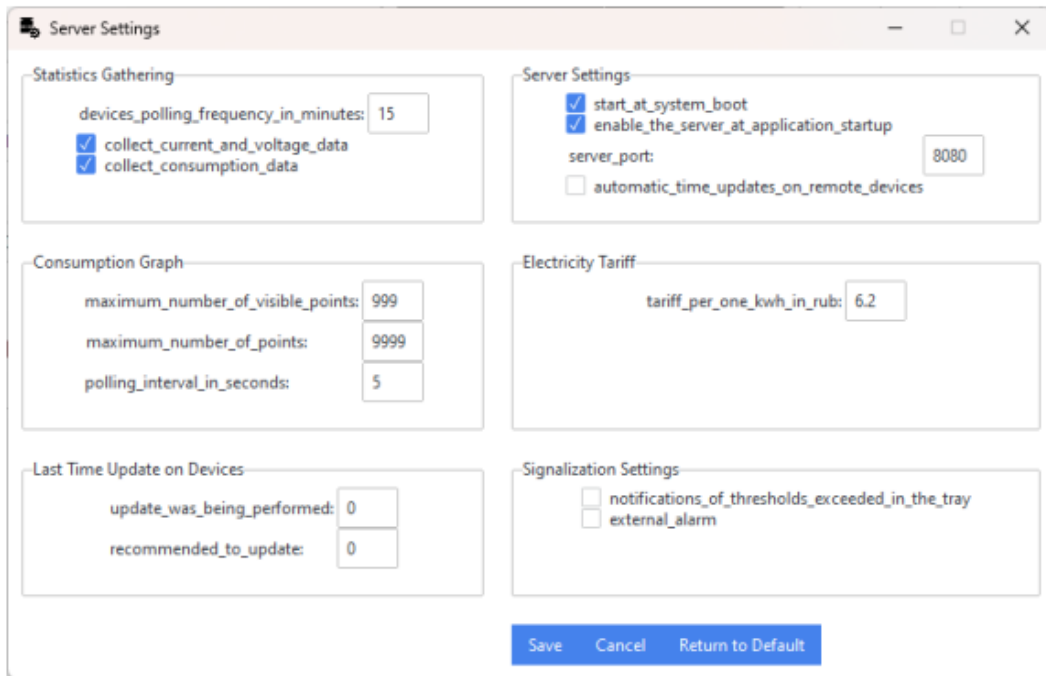 Server Settings
Statistics Gathering
devices_polling_frequency_in_minutes: 15
collect_current_and_voltage_data
collect_consumption_data
Server Settings
start_at_system_boot
enable_the_server_at_application_startup
server_port: 8080
automatic_time_updates_on_remote_devices
Consumption Graph
maximum_number_of_visible_points: 999
maximum_number_of_points: 9999
polling_interval_in_seconds: 5
Electricity Tariff
tariff_per_one_kwh_in_rub: 6.2
Last Time Update on Devices
update_was_being_performed: 0
recommended_to_update: 0
Signalization Settings
notifications_of_thresholds_exceeded_in_the_tray
external_alarm
Save Cancel Return to Default